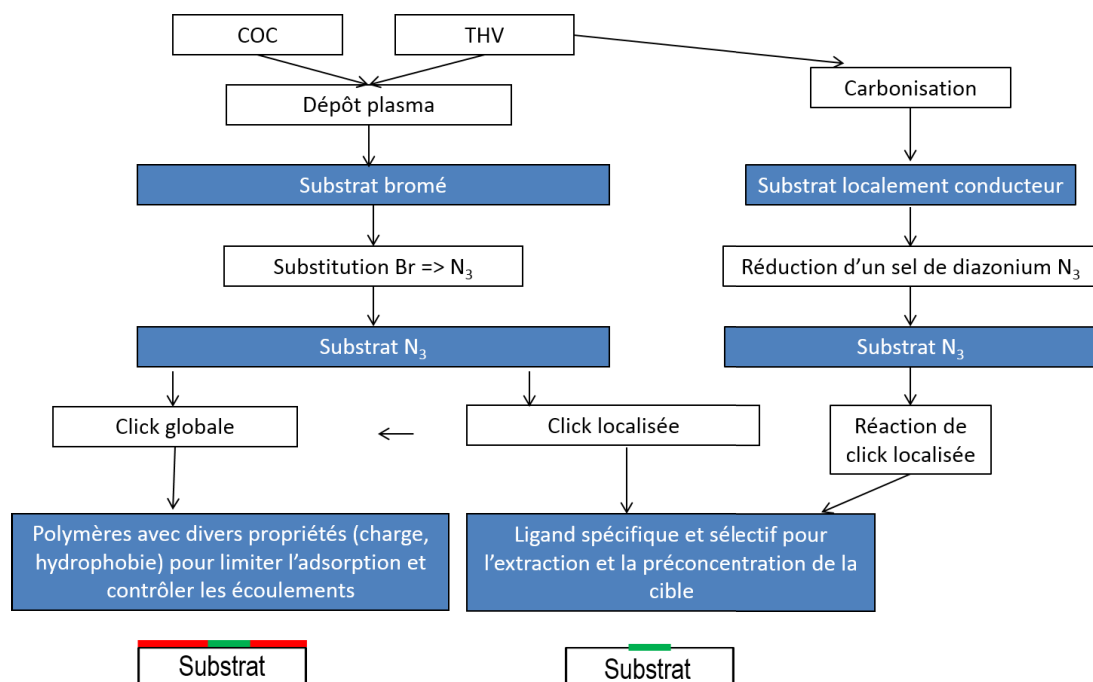 COC
THV
Carbonisation
Dépôt plasma
Substrat bromé
Substrat localement conducteur
Substitution Br => N3
Réduction d’un sel de diazonium N3
Substrat N3
Substrat N3
Click globale
Click localisée
Réaction de
click localisée
Polymères avec divers propriétés (charge,
hydrophobie) pour limiter l’adsorption et
contrôler les écoulements
Ligand spécifique et sélectif pour
l’extraction et la préconcentration de la
cible
Substrat
Substrat